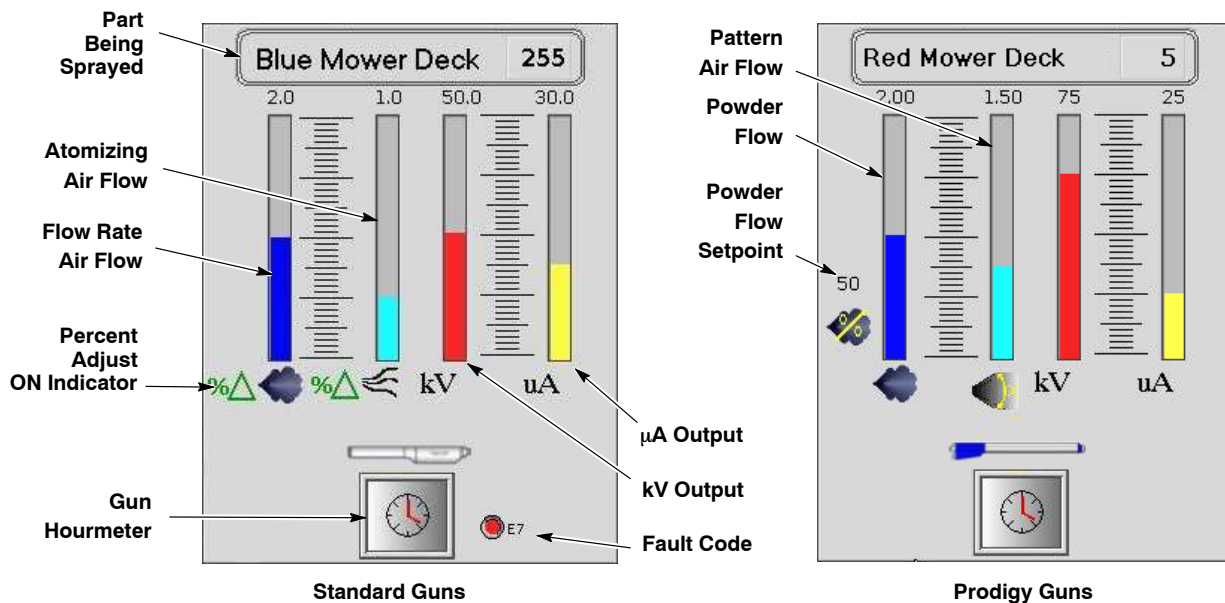 Part
Being
Sprayed
Blue Mower Deck 255
2.0 1.0 50.0 30.0
Atomizing
Air Flow
Flow Rate
Air Flow
Percent
Adjust
ON Indicator
%△ %△ kV uA
μA Output
kV Output
Gun
Hourmeter
E7
Fault Code
Standard Guns
Pattern
Air Flow
Powder
Flow
Powder
Flow
Setpoint
Red Mower Deck 5
2.00 1.50 75 25
50
%
kV uA
Prodigy Guns